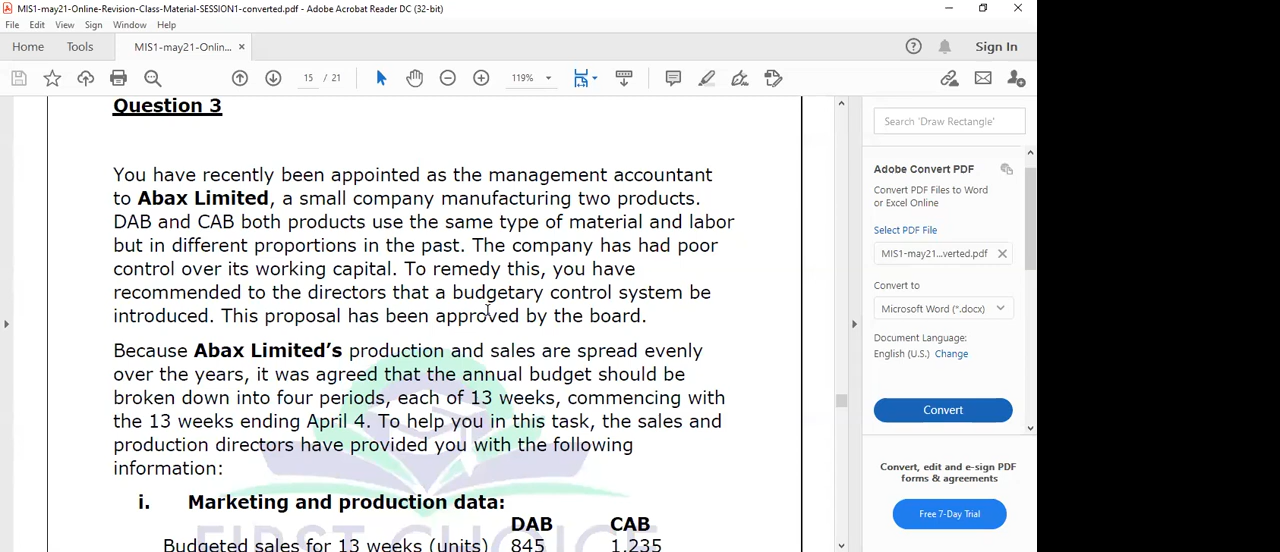 MIS1-may21-Online-Revision-Class-Material-SESSION1-converted.pdf - Adobe Acrobat Reader DC (32-bit)
File Edit View Sign Window Help
Home Tools MIS1-may21-Onlin... Sign In
15 / 21 119%
Question 3
You have recently been appointed as the management accountant
to Abax Limited, a small company manufacturing two products.
DAB and CAB both products use the same type of material and labor
but in different proportions in the past. The company has had poor
control over its working capital. To remedy this, you have
recommended to the directors that a budgetary control system be
introduced. This proposal has been approved by the board.
Because Abax Limited's production and sales are spread evenly
over the years, it was agreed that the annual budget should be
broken down into four periods, each of 13 weeks, commencing with
the 13 weeks ending April 4. To help you in this task, the sales and
production directors have provided you with the following
information:
i. Marketing and production data:
DAB CAB
Budgeted sales for 13 weeks (units) 845 1,235
FIRST CHOICE
Search 'Draw Rectangle'
Adobe Convert PDF
Convert PDF Files to Word
or Excel Online
Select PDF File
MIS1-may21...verted.pdf
Convert to
Microsoft Word (*.docx)
Document Language:
English (U.S.) Change
Convert
Convert, edit and e-sign PDF
forms & agreements
Free 7-Day Trial